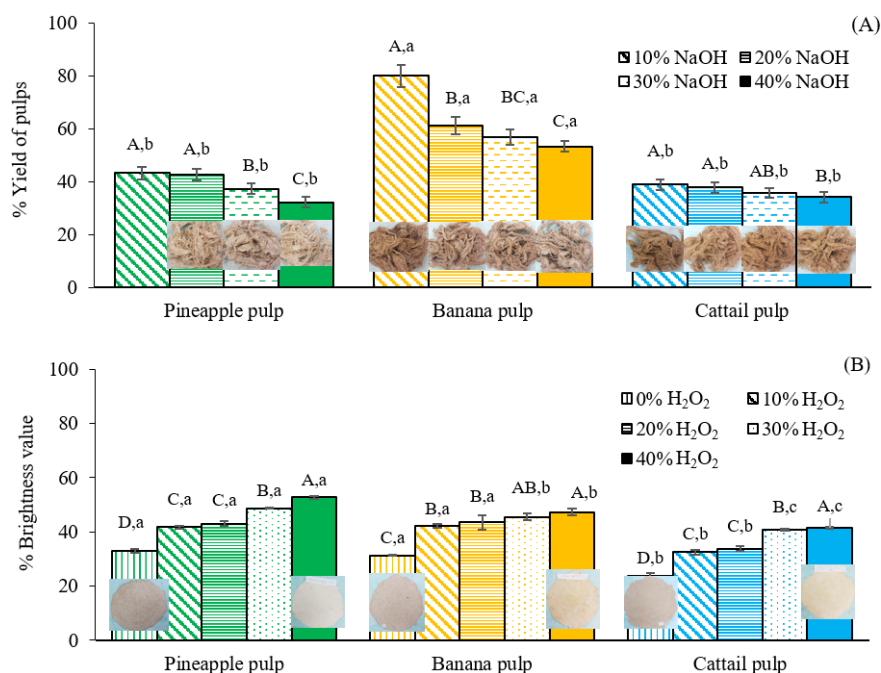 (A)
% Yield of pulps
100
80
60
40
20
0
10% NaOH
20% NaOH
30% NaOH
40% NaOH
A,b
A,b
B,b
C,b
A,a
B,a
BC,a
C,a
A,b
A,b
AB,b
B,b
Pineapple pulp
Banana pulp
Cattail pulp
(B)
% Brightness value
100
80
60
40
20
0
0% H₂O₂
10% H₂O₂
20% H₂O₂
30% H₂O₂
40% H₂O₂
D,a
C,a
C,a
B,a
A,a
C,a
B,a
B,a
AB,b
A,b
D,b
C,b
C,b
B,c
A,c
Pineapple pulp
Banana pulp
Cattail pulp